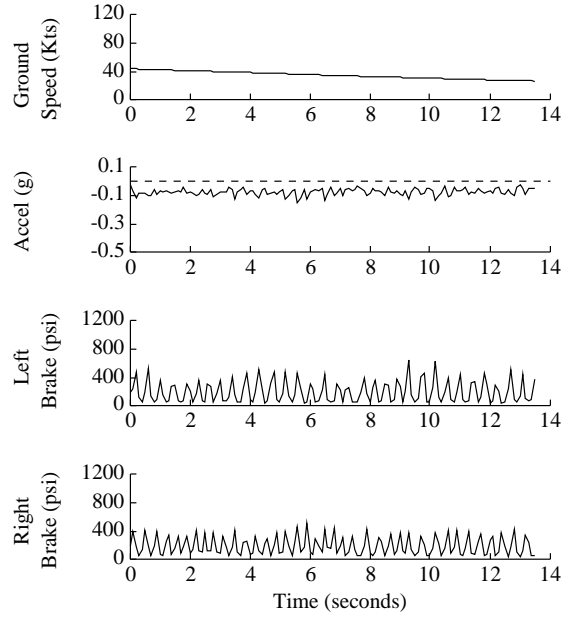 120
80
40
0
Ground
Speed (Kts)
0 2 4 6 8 10 12 14
0.1
-0.1
-0.3
-0.5
Accel (g)
0 2 4 6 8 10 12 14
1200
800
400
0
Left
Brake (psi)
0 2 4 6 8 10 12 14
1200
800
400
0
Right
Brake (psi)
0 2 4 6 8 10 12 14
Time (seconds)